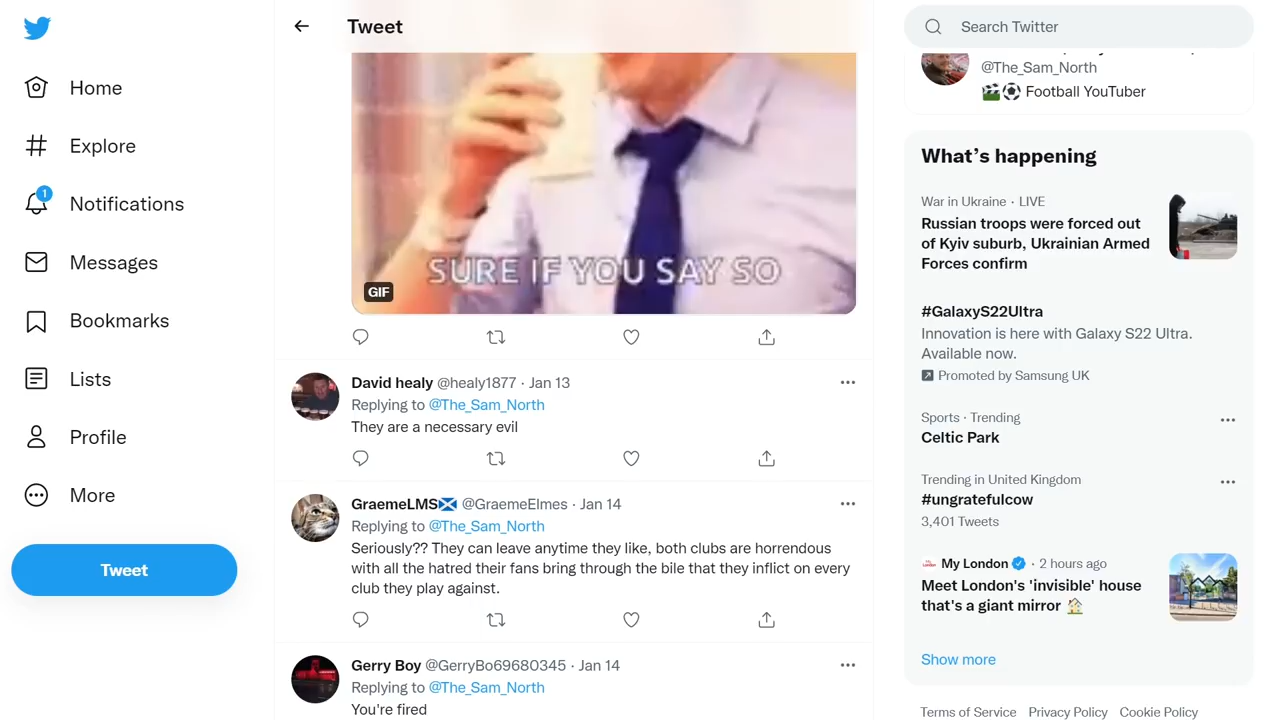 Home
Explore
1
Notifications
Messages
Bookmarks
Lists
Profile
More
Tweet
Tweet
SURE IF YOU SAY SO
GIF
David healy @healy1877 · Jan 13
Replying to @The_Sam_North
They are a necessary evil
GraemeLMS🏴󠁧󠁢󠁳󠁣󠁴󠁿 @GraemeElmes · Jan 14
Replying to @The_Sam_North
Seriously?? They can leave anytime they like, both clubs are horrendous
with all the hatred their fans bring through the bile that they inflict on every
club they play against.
Gerry Boy @GerryBo69680345 · Jan 14
Replying to @The_Sam_North
You're fired
Search Twitter
@The_Sam_North
🎬⚽ Football YouTuber
What's happening
War in Ukraine · LIVE
Russian troops were forced out
of Kyiv suburb, Ukrainian Armed
Forces confirm
#GalaxyS22Ultra
Innovation is here with Galaxy S22 Ultra.
Available now.
Promoted by Samsung UK
Sports · Trending
Celtic Park
Trending in United Kingdom
#ungratefulcow
3,401 Tweets
My London · 2 hours ago
Meet London's 'invisible' house
that's a giant mirror 🏠
Show more
Terms of Service Privacy Policy Cookie Policy